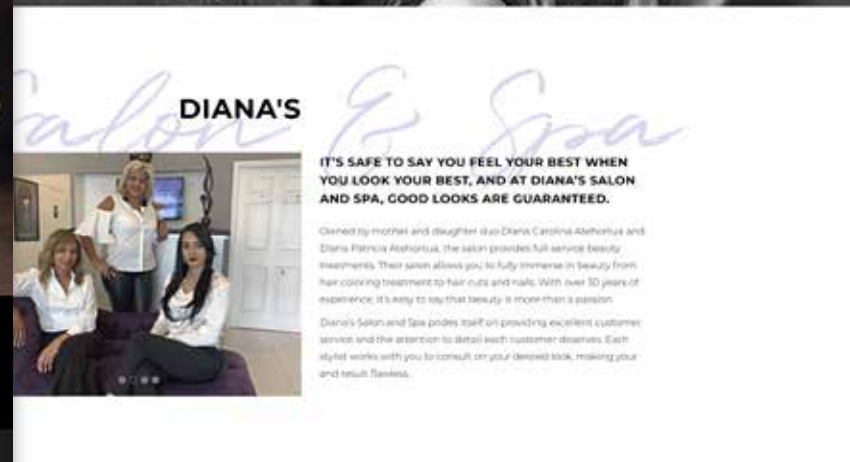 Salon & Spa
DIANA'S
IT'S SAFE TO SAY YOU FEEL YOUR BEST WHEN
YOU LOOK YOUR BEST, AND AT DIANA'S SALON
AND SPA, GOOD LOOKS ARE GUARANTEED.
Owned by mother and daughter duo Diana Carolina Atehortua and
Diana Patricia Atehortua, the salon provides full-service beauty
treatments. Their salon allows you to fully immerse in beauty from
hair coloring treatment to hair cuts and nails. With over 30 years of
experience, it's easy to say that beauty is more than a passion.
Diana's Salon and Spa prides itself on providing excellent customer
service and the attention to detail each customer deserves. Each
stylist works with you to consult on your desired look, making your
end result flawless.